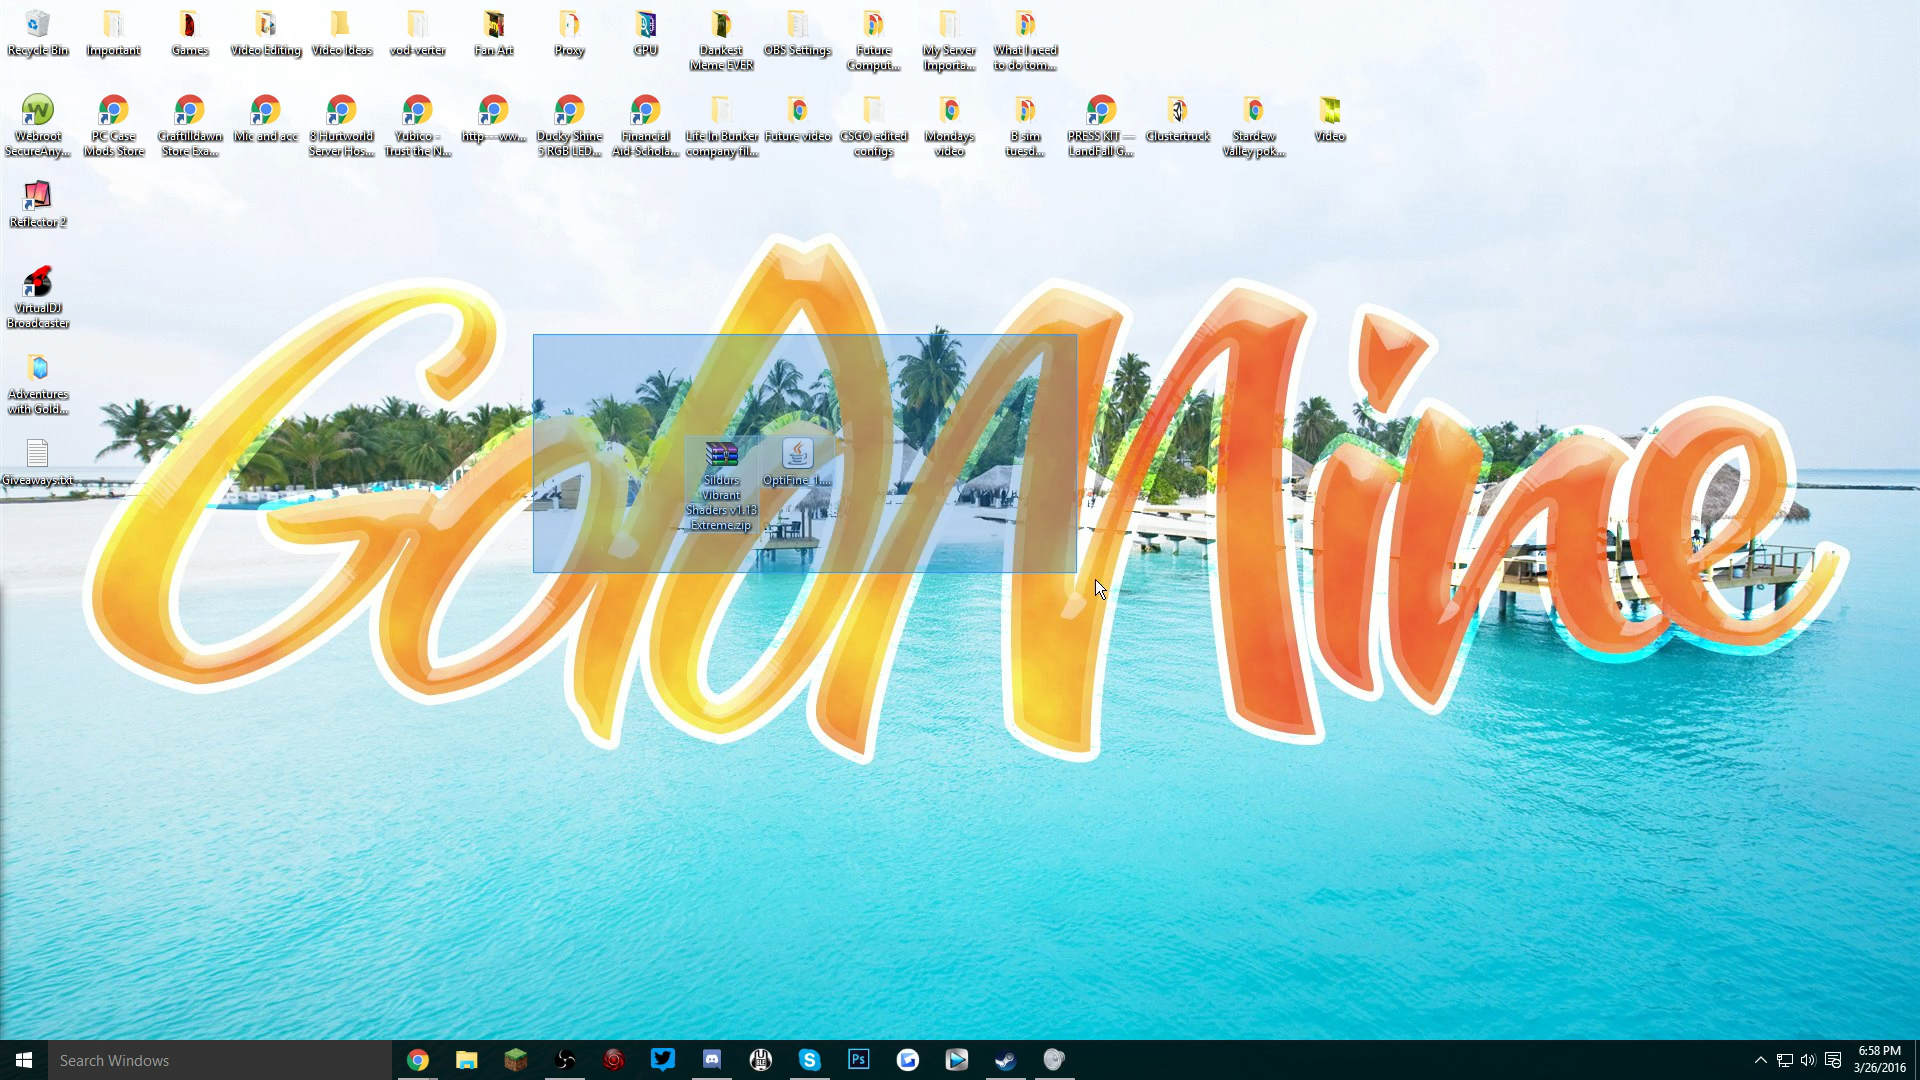 Recycle Bin
Important
Games
Video Editing
Video Ideas
vod-verter
Fan Art
Proxy
CPU
Dankest
Meme EVER
OBS Settings
Future
Comput...
My Server
Importa...
What I need
to do tom...
Webroot
SecureAny...
PC Case
Mods Store
Craftilldawn
Store Exa...
Mic and acc
8 Hurtworld
Server Hos...
Yubico -
Trust the N...
http---ww...
Ducky Shine
5 RGB LED...
Financial
Aid-Schola...
Life In Bunker
company fil...
Future video
CSGO edited
configs
Mondays
video
B sim
tuesd...
PRESS KIT —
LandFall G...
Clustertruck
Stardew
Valley pok...
Video
Reflector 2
VirtualDJ
Broadcaster
Adventures
with Gold...
Giveaways.txt
GoldMine
Sildurs
Vibrant
Shaders v1.13
Extreme.zip
OptiFine_1....
Search Windows
Ps
6:58 PM
3/26/2016